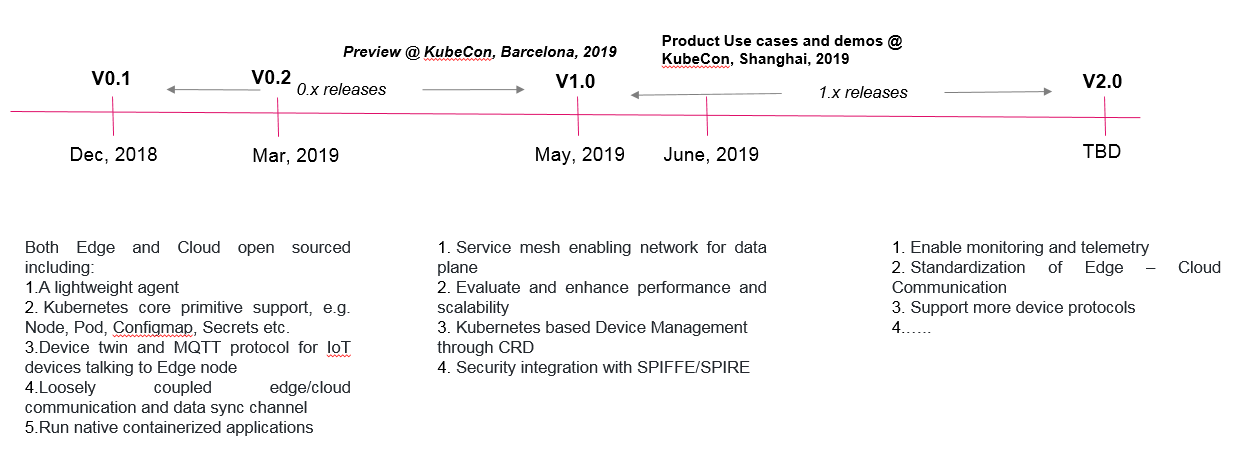 Preview @ KubeCon, Barcelona, 2019
Product Use cases and demos @
KubeCon, Shanghai, 2019
V0.1
V0.2
0.x releases
V1.0
1.x releases
V2.0
Dec, 2018
Mar, 2019
May, 2019
June, 2019
TBD
Both Edge and Cloud open sourced
including:
1.A lightweight agent
2. Kubernetes core primitive support, e.g.
Node, Pod, Configmap, Secrets etc.
3.Device twin and MQTT protocol for IoT
devices talking to Edge node
4.Loosely coupled edge/cloud
communication and data sync channel
5.Run native containerized applications
1. Service mesh enabling network for data
plane
2. Evaluate and enhance performance and
scalability
3. Kubernetes based Device Management
through CRD
4. Security integration with SPIFFE/SPIRE
1. Enable monitoring and telemetry
2. Standardization of Edge – Cloud
Communication
3. Support more device protocols
4......